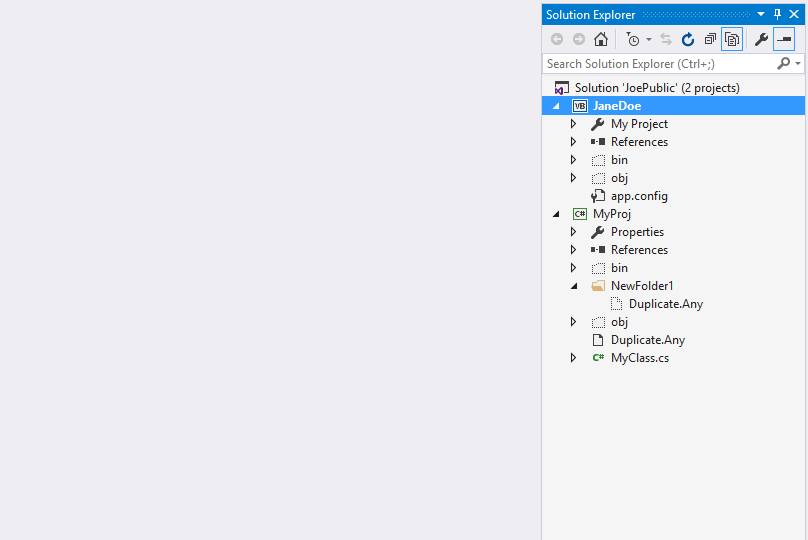 Solution Explorer
Search Solution Explorer (Ctrl+;)
Solution 'JoePublic' (2 projects)
VB JaneDoe
My Project
References
bin
obj
app.config
C# MyProj
Properties
References
bin
NewFolder1
Duplicate.Any
obj
Duplicate.Any
C# MyClass.cs